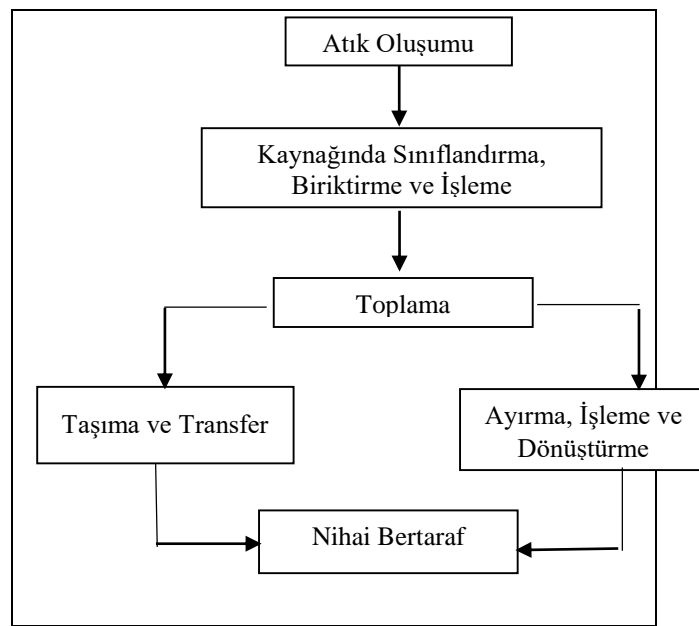 Atık Oluşumu
Kaynağında Sınıflandırma,
Biriktirme ve İşleme
Toplama
Taşıma ve Transfer
Ayırma, İşleme ve
Dönüştürme
Nihai Bertaraf